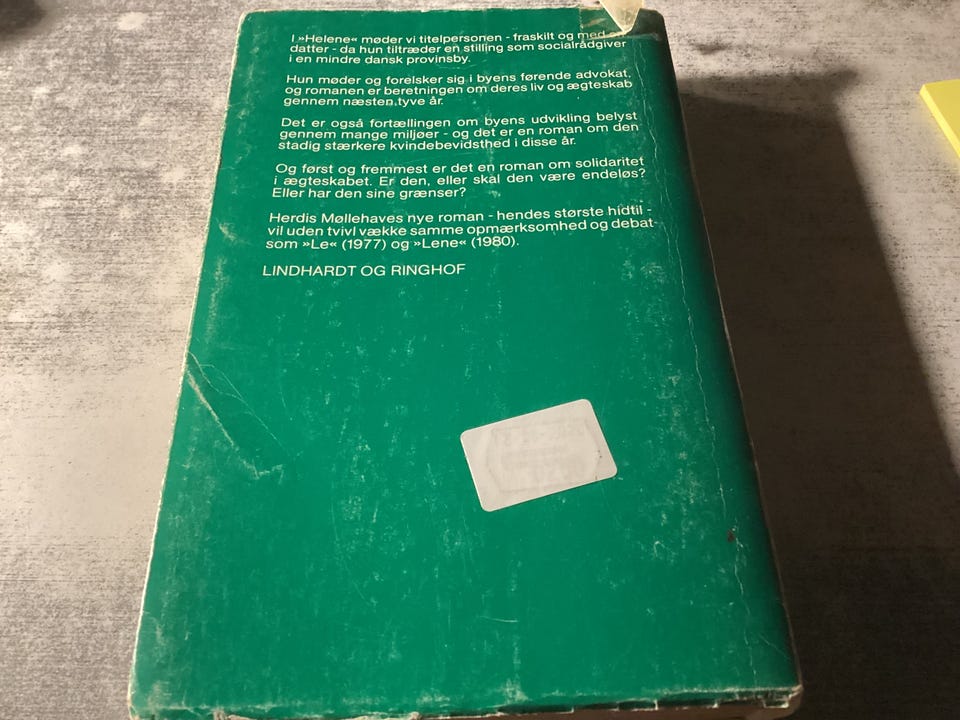 I »Helene« møder vi titelpersonen - fraskilt og med en
datter - da hun tiltræder en stilling som socialrådgiver
i en mindre dansk provinsby.
Hun møder og forelsker sig i byens førende advokat,
og romanen er beretningen om deres liv og ægteskab
gennem næsten tyve år.
Det er også fortællingen om byens udvikling belyst
gennem mange miljøer - og det er en roman om den
stadig stærkere kvindebevidsthed i disse år.
Og først og fremmest er det en roman om solidaritet
i ægteskabet. Er den, eller skal den være endeløs?
Eller har den sine grænser?
Herdis Møllehaves nye roman - hendes største hidtil -
vil uden tvivl vække samme opmærksomhed og debat
som »Le« (1977) og »Lene« (1980).
LINDHARDT OG RINGHOF